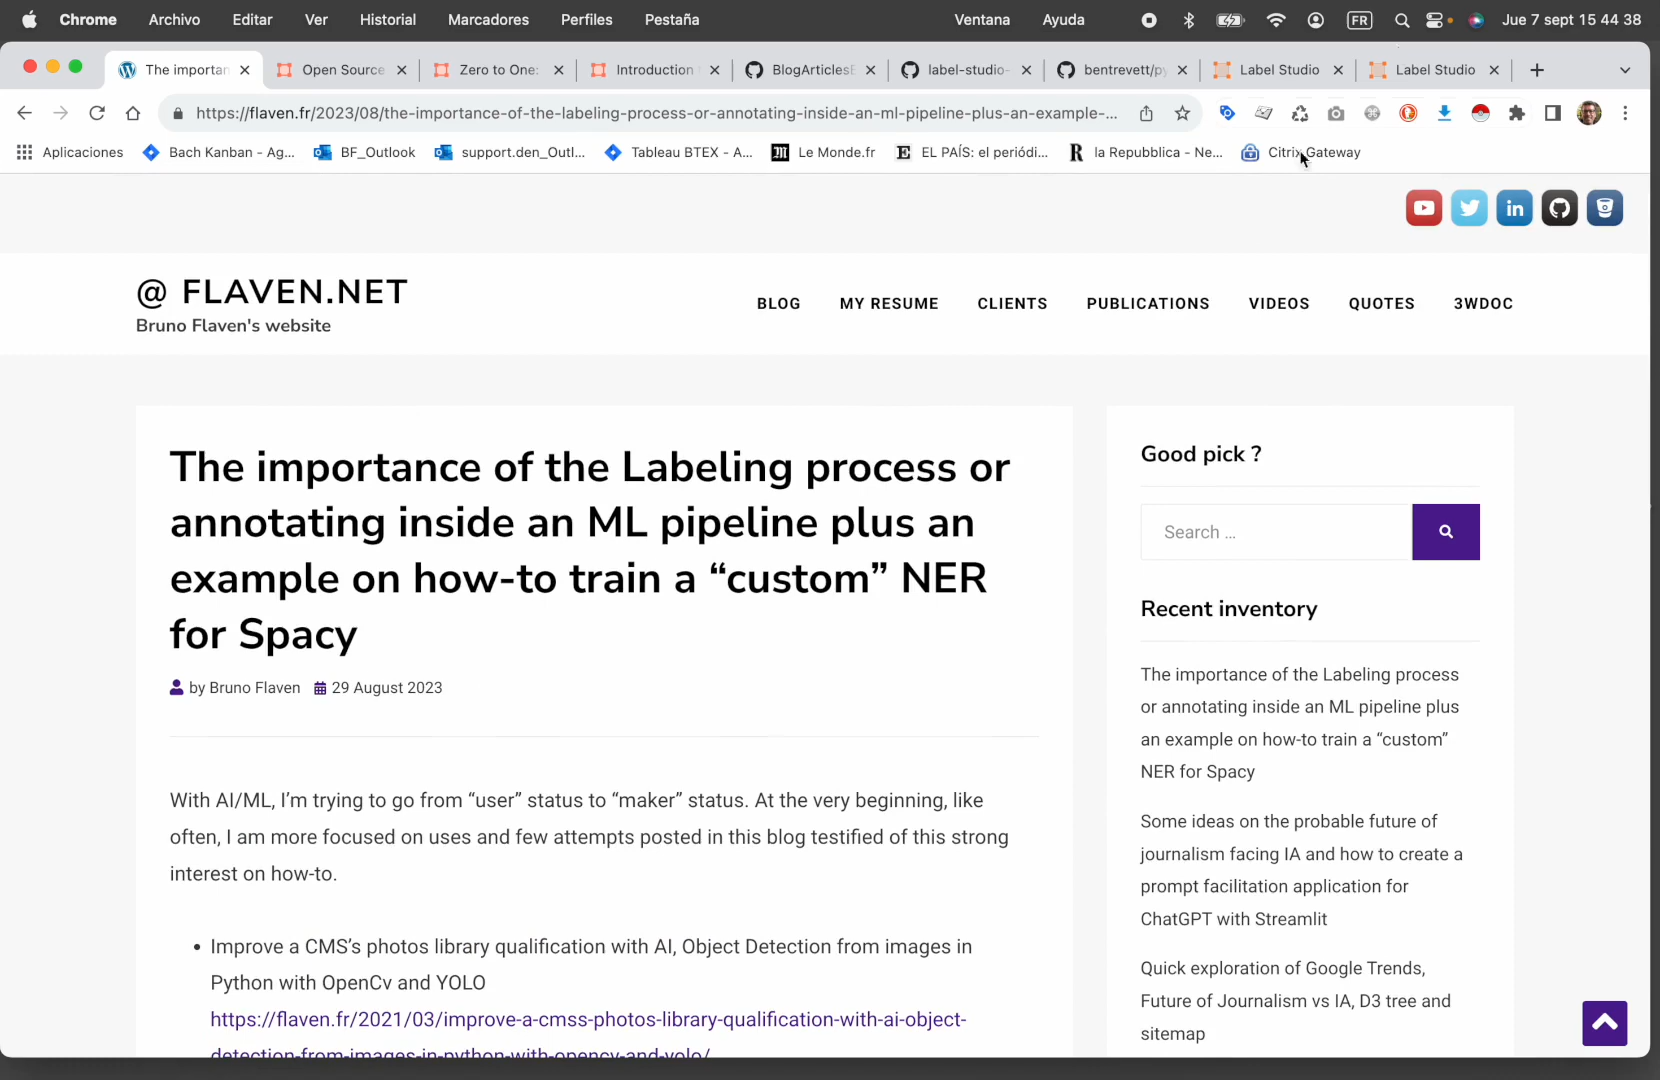 Chrome Archivo Editar Ver Historial Marcadores Perfiles Pestaña Ventana Ayuda FR Jue 7 sept 15 44 38
The importan Open Source Zero to One: Introduction BlogArticlesE label-studio- bentrevett/py Label Studio Label Studio
https://flaven.fr/2023/08/the-importance-of-the-labeling-process-or-annotating-inside-an-ml-pipeline-plus-an-example-...
Aplicaciones Bach Kanban - Ag... BF_Outlook support.den_Outl... Tableau BTEX - A... Le Monde.fr EL PAÍS: el periódi... la Repubblica - Ne... Citrix Gateway
@ FLAVEN.NET
Bruno Flaven's website
BLOG MY RESUME CLIENTS PUBLICATIONS VIDEOS QUOTES 3WDOC
The importance of the Labeling process or
annotating inside an ML pipeline plus an
example on how-to train a “custom” NER
for Spacy
by Bruno Flaven 29 August 2023
With AI/ML, I’m trying to go from “user” status to “maker” status. At the very beginning, like
often, I am more focused on uses and few attempts posted in this blog testified of this strong
interest on how-to.
• Improve a CMS’s photos library qualification with AI, Object Detection from images in
Python with OpenCv and YOLO
https://flaven.fr/2021/03/improve-a-cmss-photos-library-qualification-with-ai-object-
detection-from-images-in-python-with-opencv-and-yolo/
Good pick ?
Search …
Recent inventory
The importance of the Labeling process
or annotating inside an ML pipeline plus
an example on how-to train a “custom”
NER for Spacy
Some ideas on the probable future of
journalism facing IA and how to create a
prompt facilitation application for
ChatGPT with Streamlit
Quick exploration of Google Trends,
Future of Journalism vs IA, D3 tree and
sitemap